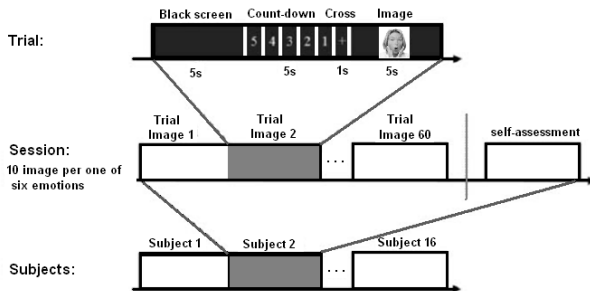 Black screen Count-down Cross Image
Trial:
5 4 3 2 1 +
5s 5s 1s 5s
Trial Image 1 Trial Image 2 Trial Image 60 self-assessment
Session:
10 image per one of
six emotions
...
Subject 1 Subject 2 Subject 16
Subjects:
...